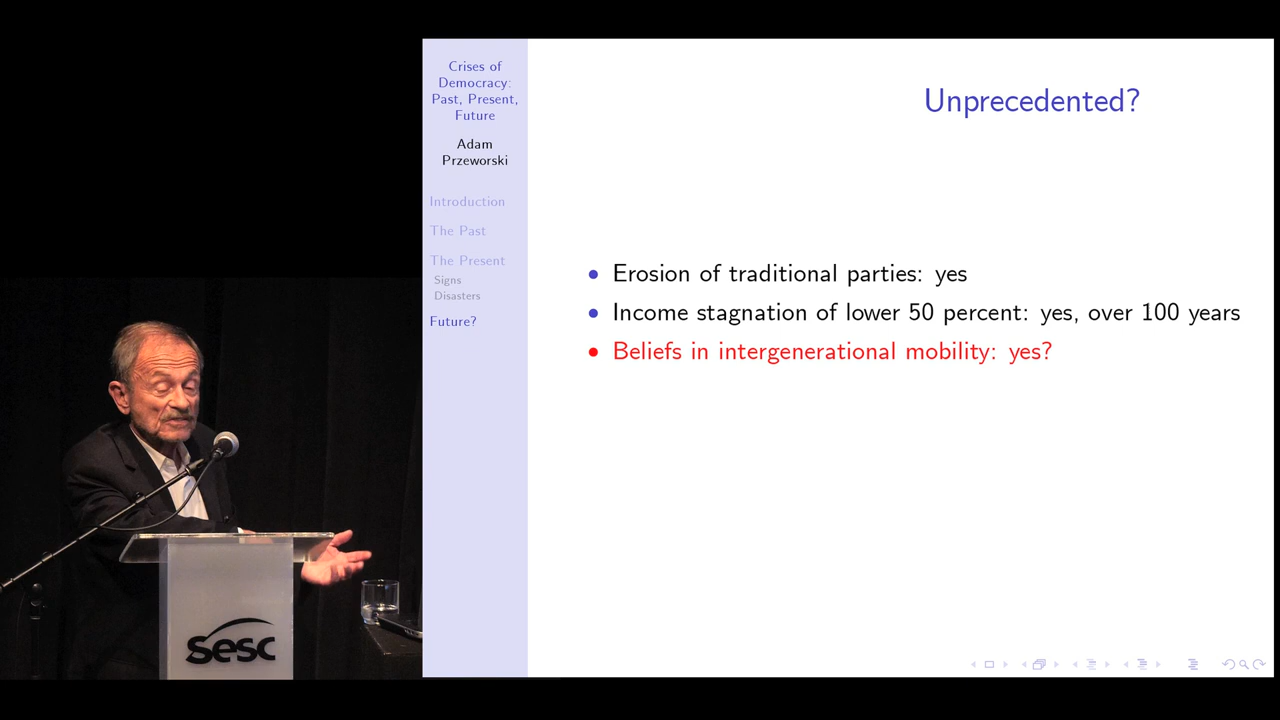 Crises of
Democracy:
Past, Present,
Future
Adam
Przeworski
Introduction
The Past
The Present
Signs
Disasters
Future?
Unprecedented?
• Erosion of traditional parties: yes
• Income stagnation of lower 50 percent: yes, over 100 years
• Beliefs in intergenerational mobility: yes?
sesc